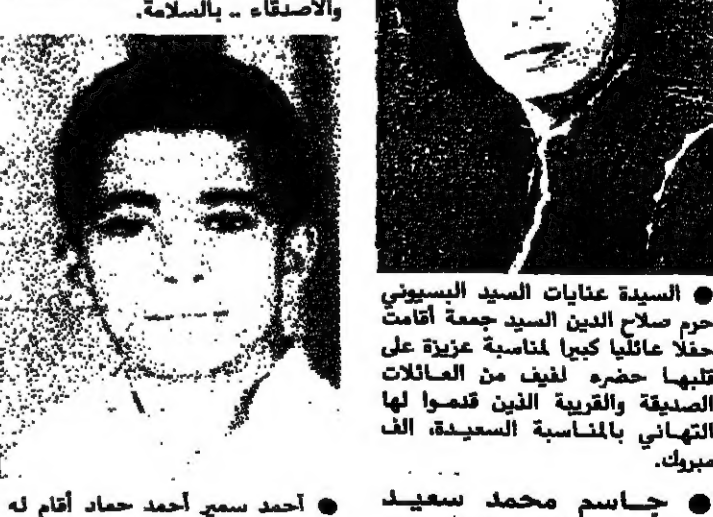 ● السيدة عنايات السيد البسيوني
حرم صلاح الدين السيد جمعة أقامت
حفلا عائليا كبيرا لمناسبة عزيزة على
قلبها حضره لفيف من العائلات
الصديقة والقريبة الذين قدموا لها
التهاني بالمناسبة السعيدة، الف
مبروك.
● جاسم محمد سعيد
والأصدقاء .. بالسلامة.
● أحمد سمير أحمد حماد أقام له